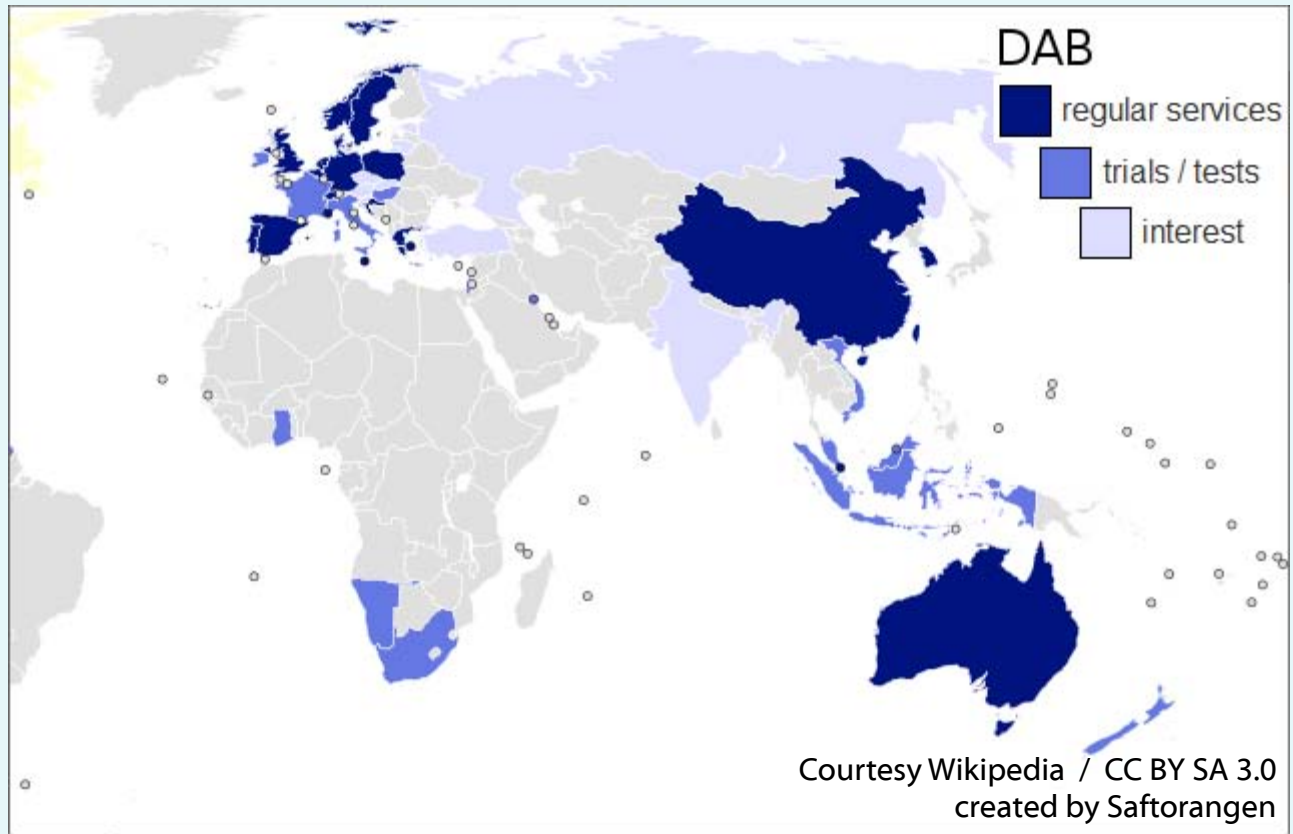 DAB
regular services
trials / tests
interest
Courtesy Wikipedia / CC BY SA 3.0
created by Saftorangen